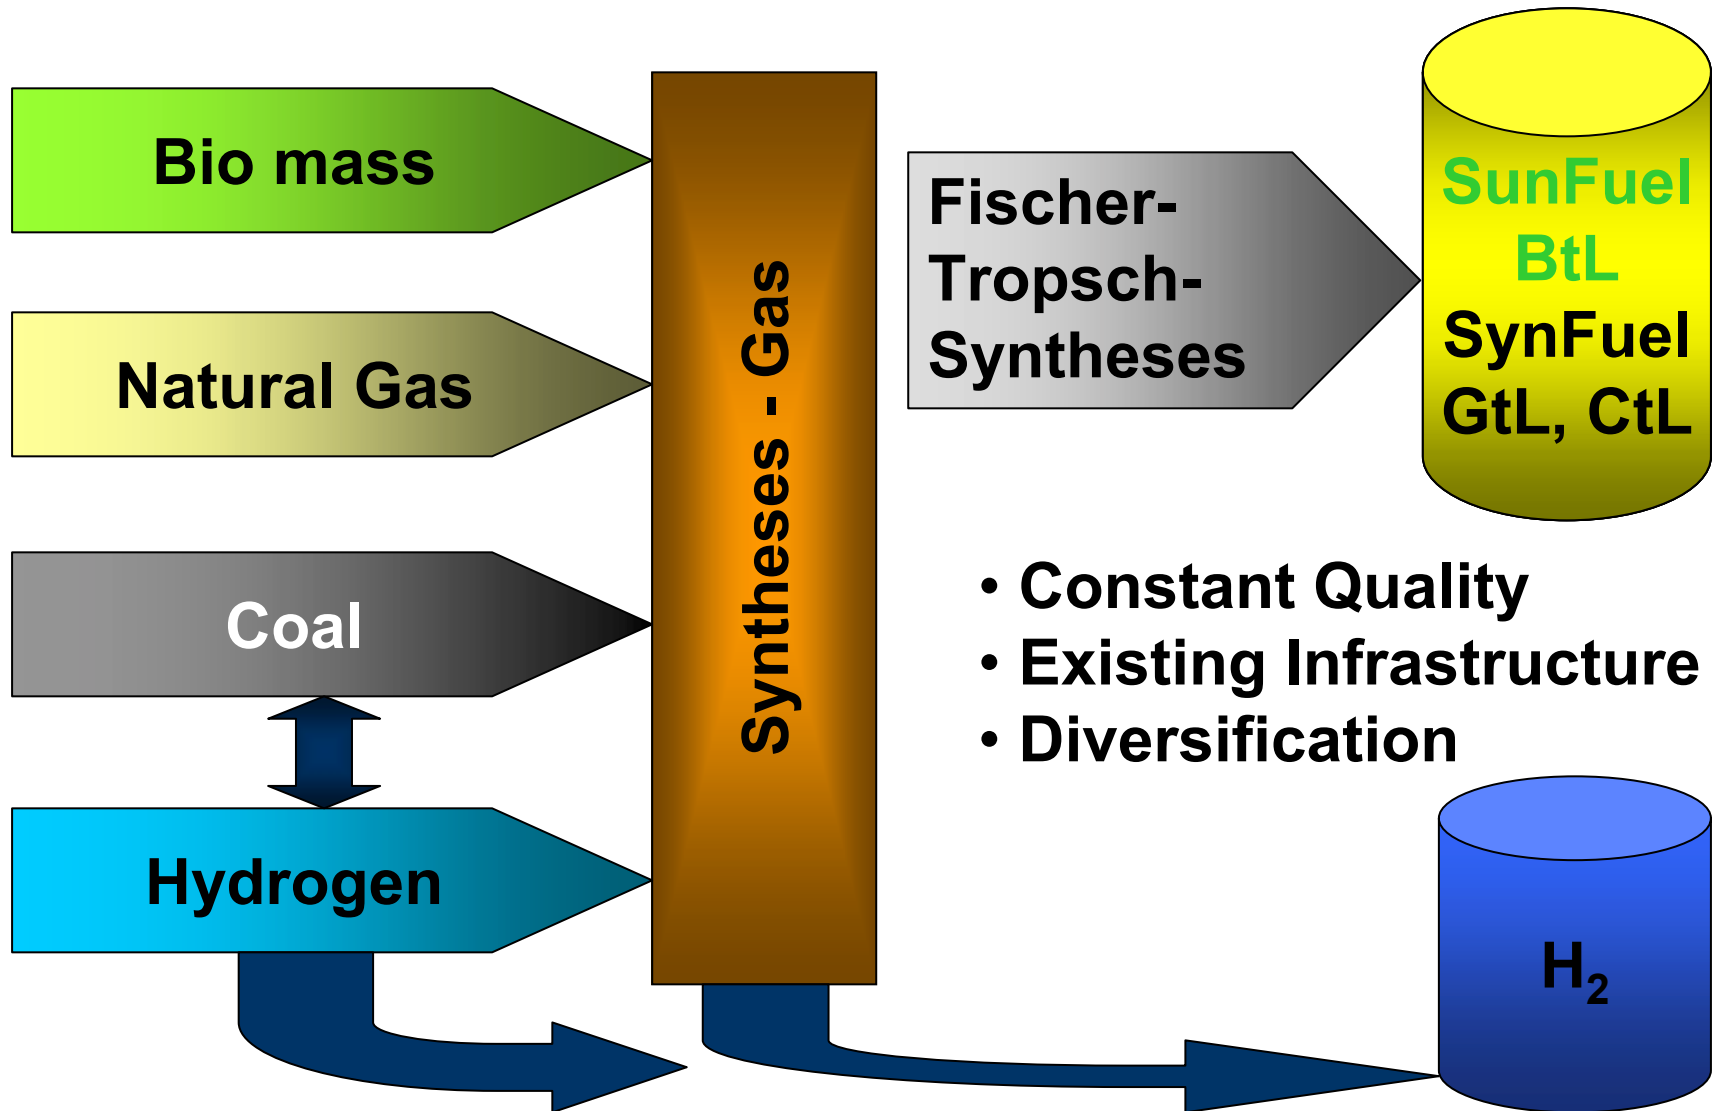 Bio mass
Natural Gas
Coal
Hydrogen
Syntheses - Gas
Fischer-
Tropsch-
Syntheses
SunFuel
BtL
SynFuel
GtL, CtL
• Constant Quality
• Existing Infrastructure
• Diversification
H₂